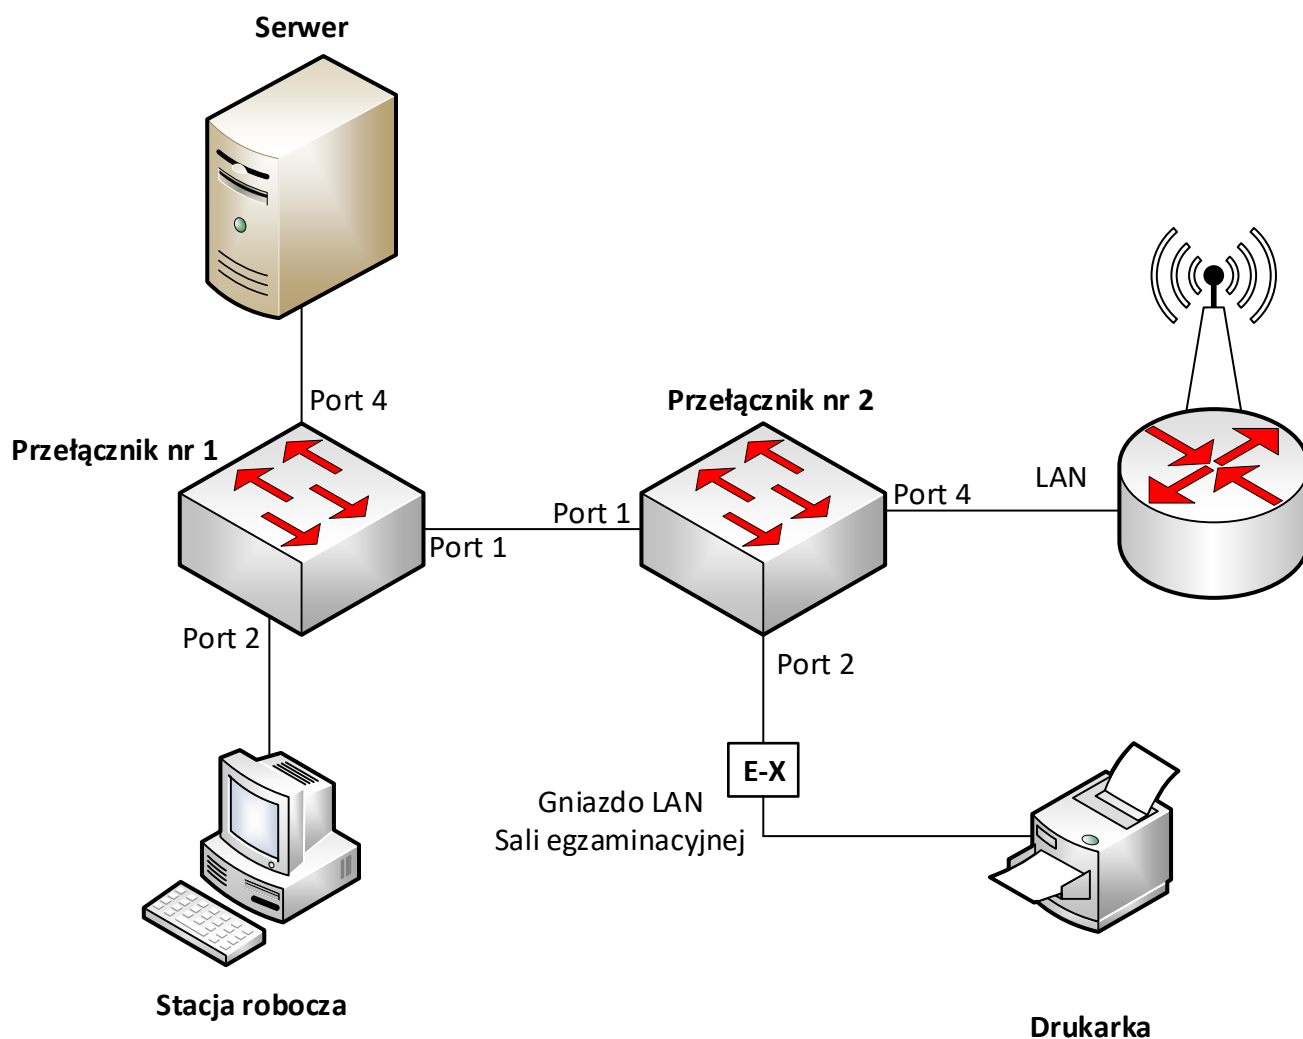 Serwer
Port 4
Przełącznik nr 1
Przełącznik nr 2
Port 1
Port 1
Port 4
LAN
Port 2
Port 2
E-X
Gniazdo LAN
Sali egzaminacyjnej
Stacja robocza
Drukarka